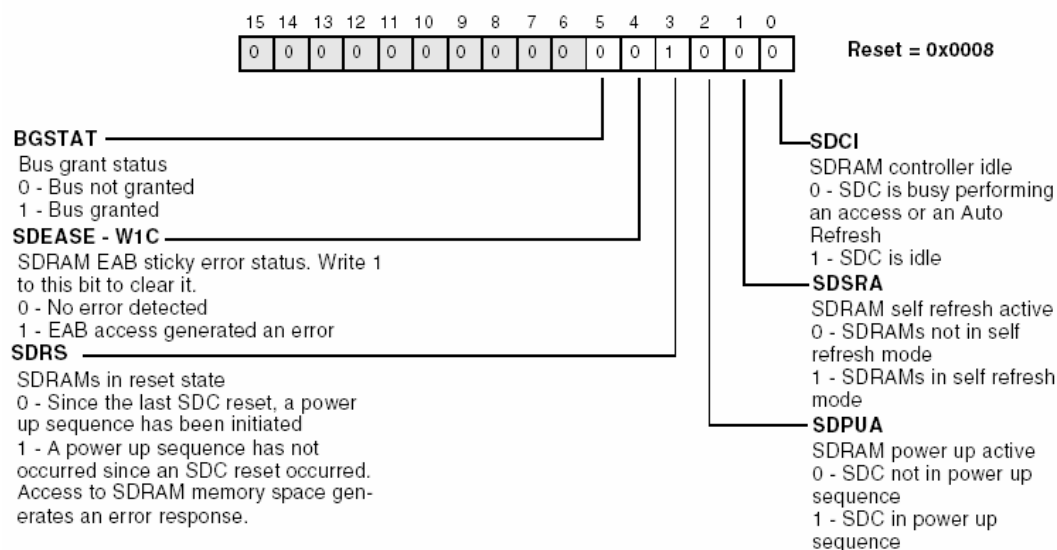 15 14 13 12 11 10 9 8 7 6 5 4 3 2 1 0
0 0 0 0 0 0 0 0 0 0 0 0 1 0 0 0
Reset = 0x0008
BGSTAT
Bus grant status
0 - Bus not granted
1 - Bus granted
SDEASE - W1C
SDRAM EAB sticky error status. Write 1
to this bit to clear it.
0 - No error detected
1 - EAB access generated an error
SDRS
SDRAMs in reset state
0 - Since the last SDC reset, a power
up sequence has been initiated
1 - A power up sequence has not
occurred since an SDC reset occurred.
Access to SDRAM memory space gen-
erates an error response.
SDCI
SDRAM controller idle
0 - SDC is busy performing
an access or an Auto
Refresh
1 - SDC is idle
SDSRA
SDRAM self refresh active
0 - SDRAMs not in self
refresh mode
1 - SDRAMs in self refresh
mode
SDPUA
SDRAM power up active
0 - SDC not in power up
sequence
1 - SDC in power up
sequence